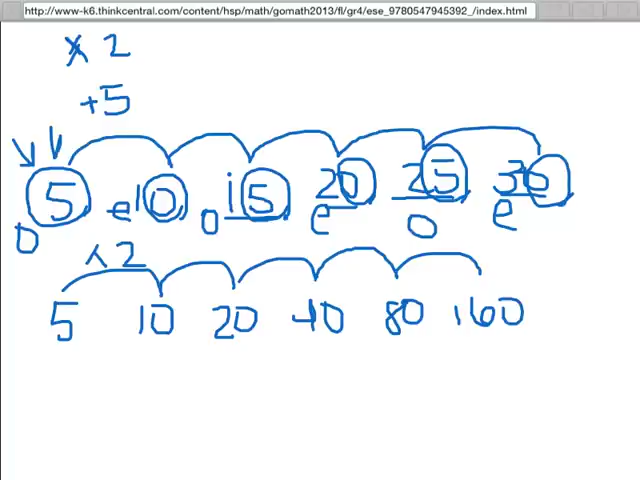 http://www-k6.thinkcentral.com/content/hsp/math/gomath2013/fl/gr4/ese_9780547945392_/index.html
x 2
+5
5 10 15 20 25 30
o e o e o e
x 2
5 10 20 40 80 160